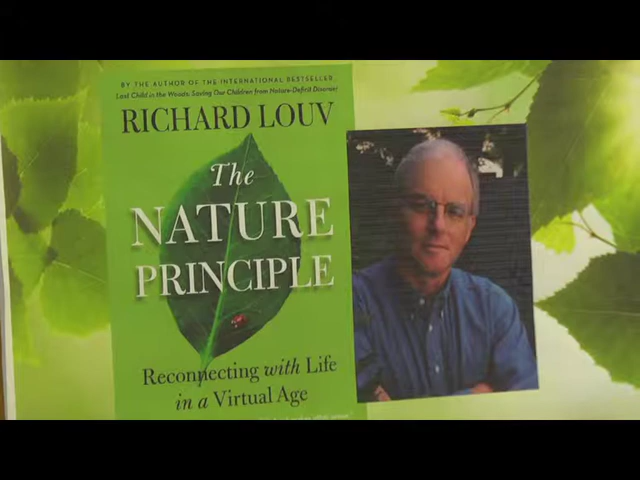 BY THE AUTHOR OF THE INTERNATIONAL BESTSELLER
Last Child in the Woods: Saving Our Children from Nature-Deficit Disorder
RICHARD LOUV
The
NATURE
PRINCIPLE
Reconnecting with Life
in a Virtual Age